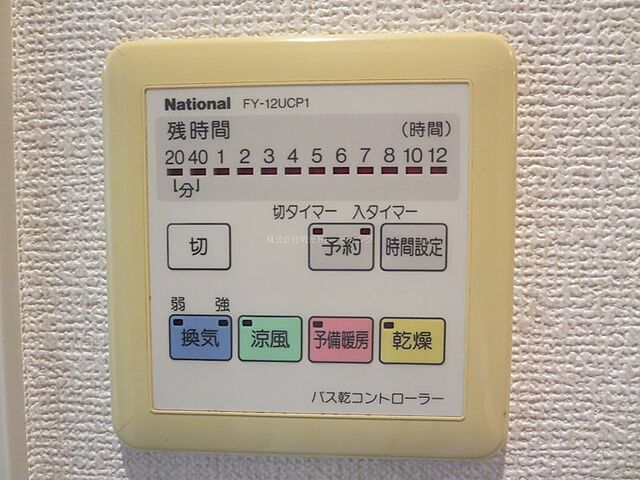 National FY-12UCP1
残時間 （時間）
20 40 1 2 3 4 5 6 7 8 10 12
分
切タイマー 入タイマー
切 予約 時間設定
弱 強
換気 涼風 予備暖房 乾燥
バス乾コントローラー